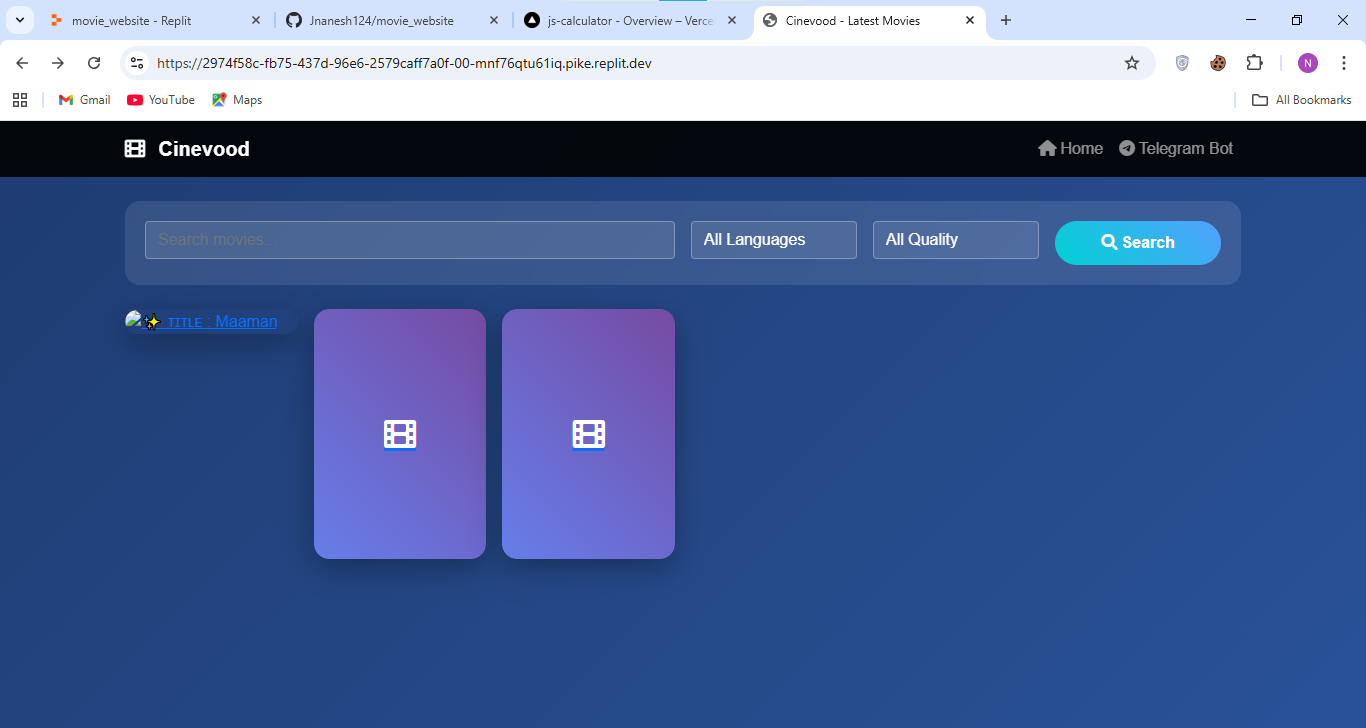 movie_website - Replit
Jnanesh124/movie_website
js-calculator - Overview – Verce
Cinevood - Latest Movies
https://2974f58c-fb75-437d-96e6-2579caff7a0f-00-mnf76qtu61iq.pike.replit.dev
N
Gmail
YouTube
Maps
All Bookmarks
Cinevood
Home
Telegram Bot
Search movies...
All Languages
All Quality
Search
✨ ᴛɪᴛʟᴇ : Maaman